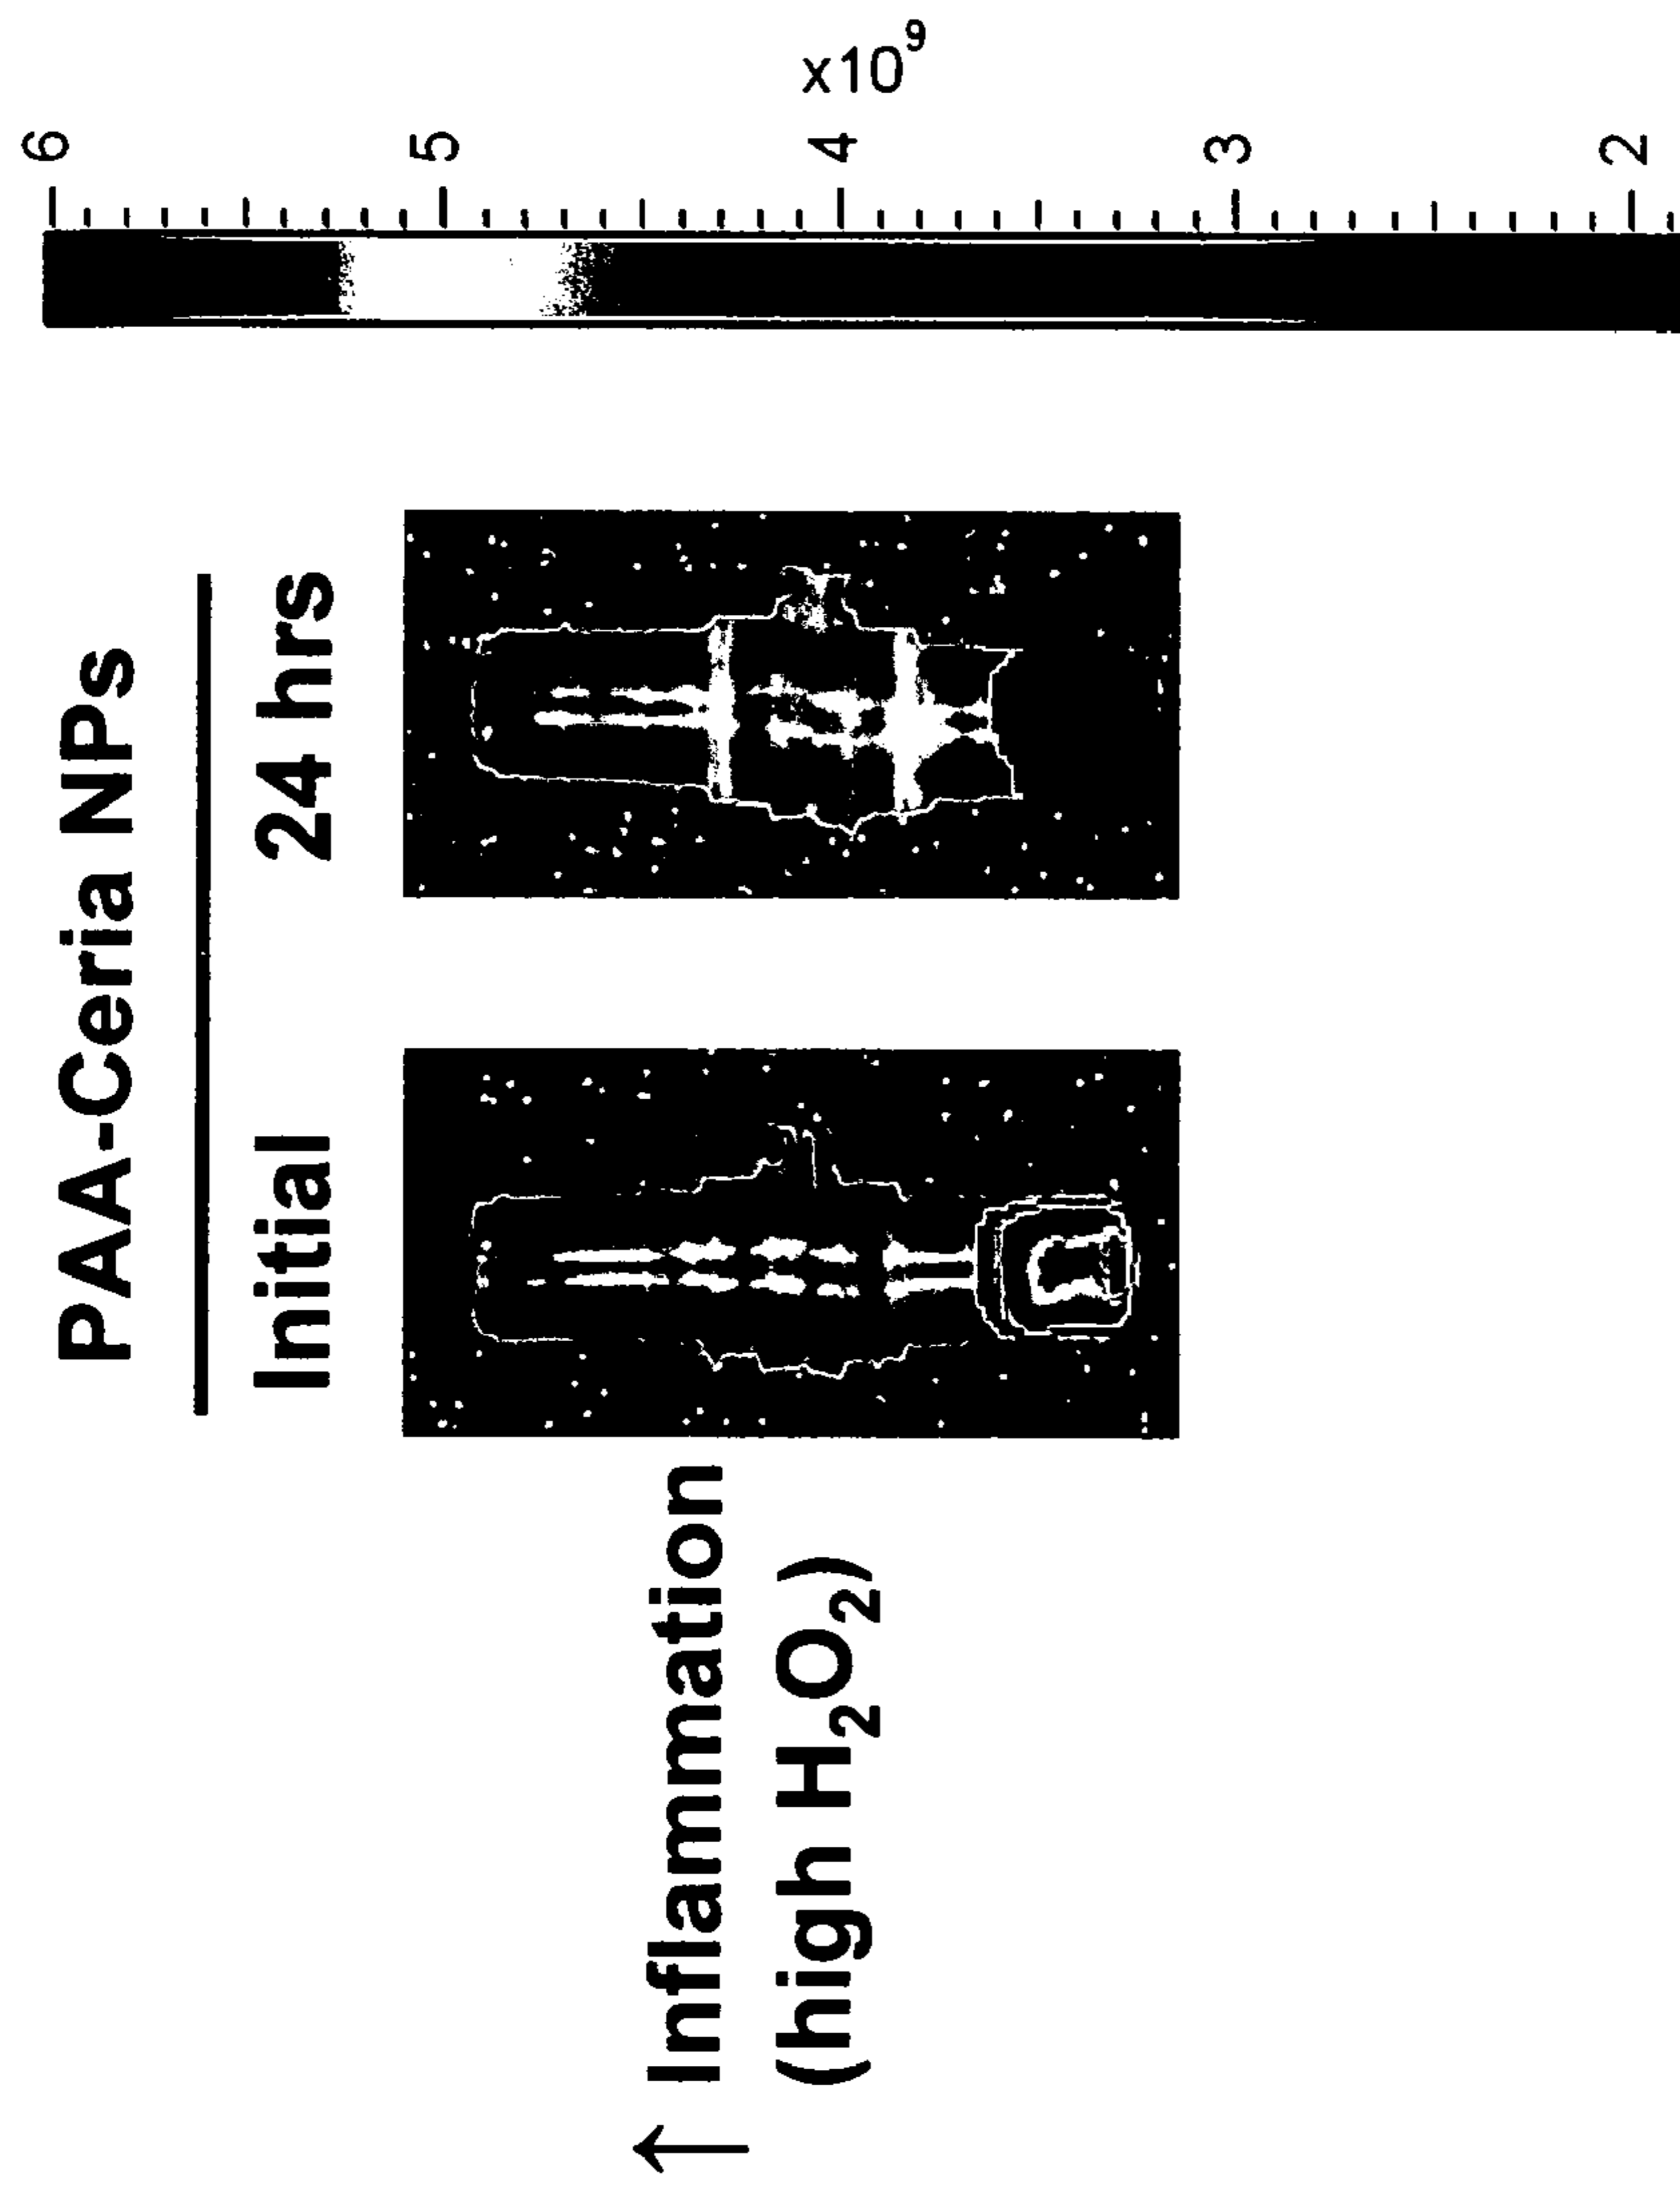 PAA-Ceria NPs
Initial 24 hrs
Inflammation
(high H₂O₂)
↑
x10⁹
6
5
4
3
2